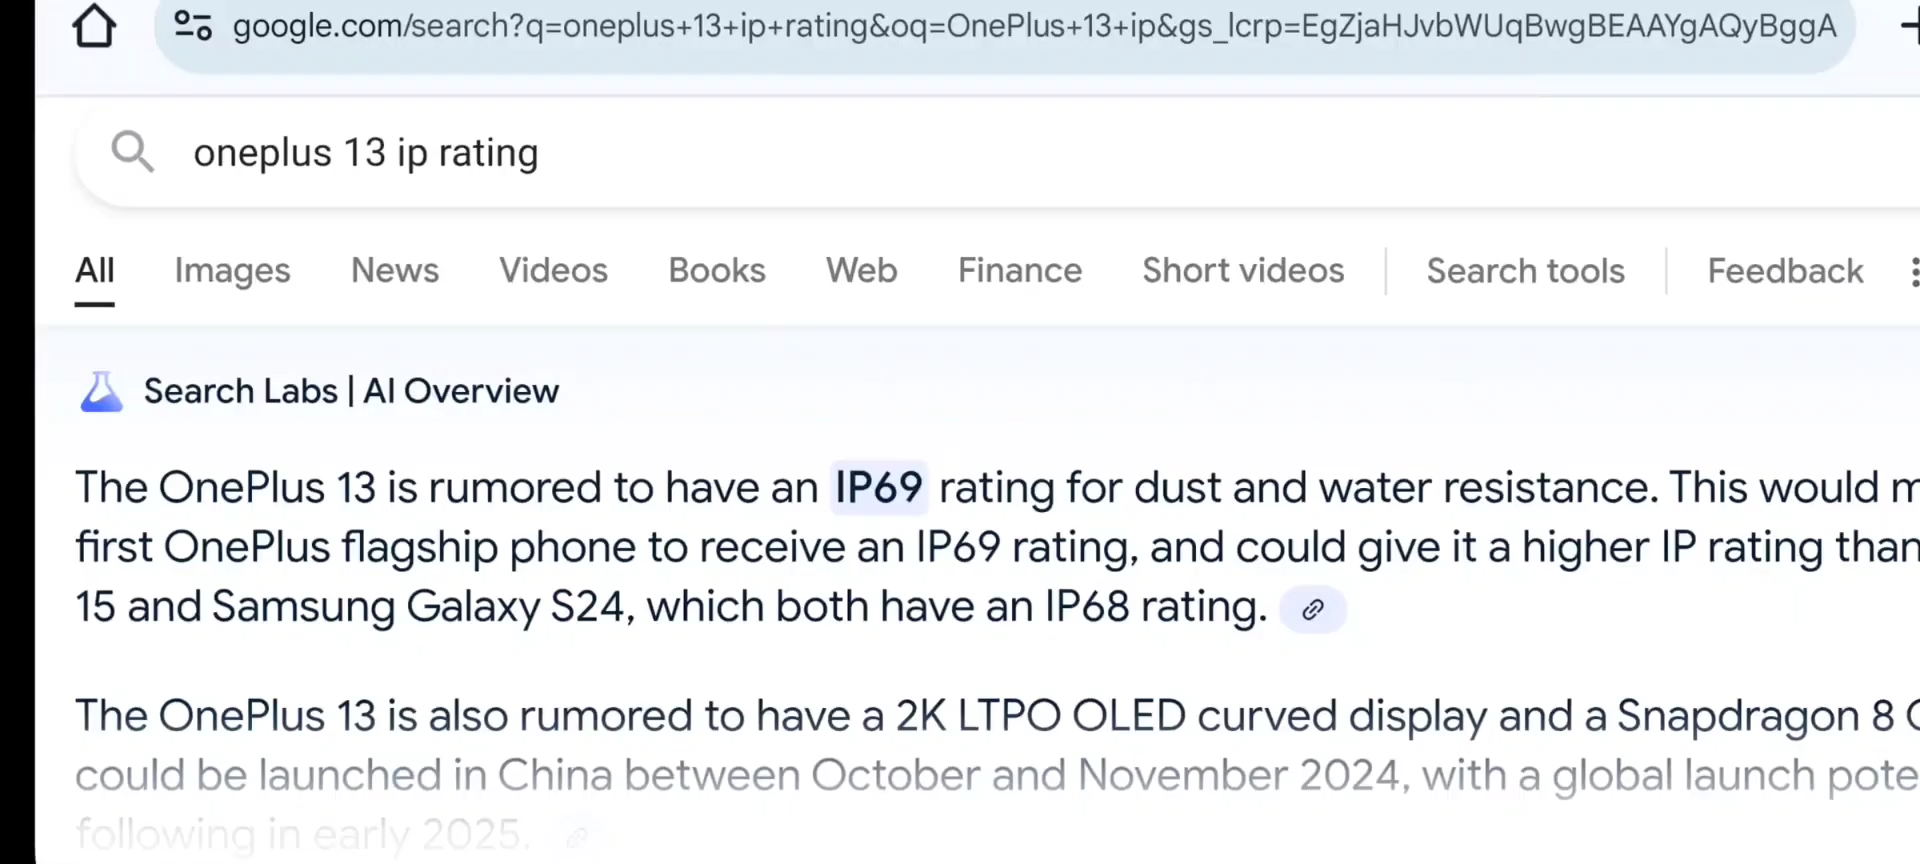 google.com/search?q=oneplus+13+ip+rating&oq=OnePlus+13+ip&gs_lcrp=EgZjaHJvbWUqBwgBEAAYgAQyBggA
oneplus 13 ip rating
All Images News Videos Books Web Finance Short videos Search tools Feedback
Search Labs | AI Overview
The OnePlus 13 is rumored to have an IP69 rating for dust and water resistance. This would
first OnePlus flagship phone to receive an IP69 rating, and could give it a higher IP rating than
15 and Samsung Galaxy S24, which both have an IP68 rating.
The OnePlus 13 is also rumored to have a 2K LTPO OLED curved display and a Snapdragon 8
could be launched in China between October and November 2024, with a global launch pote
following in early 2025.